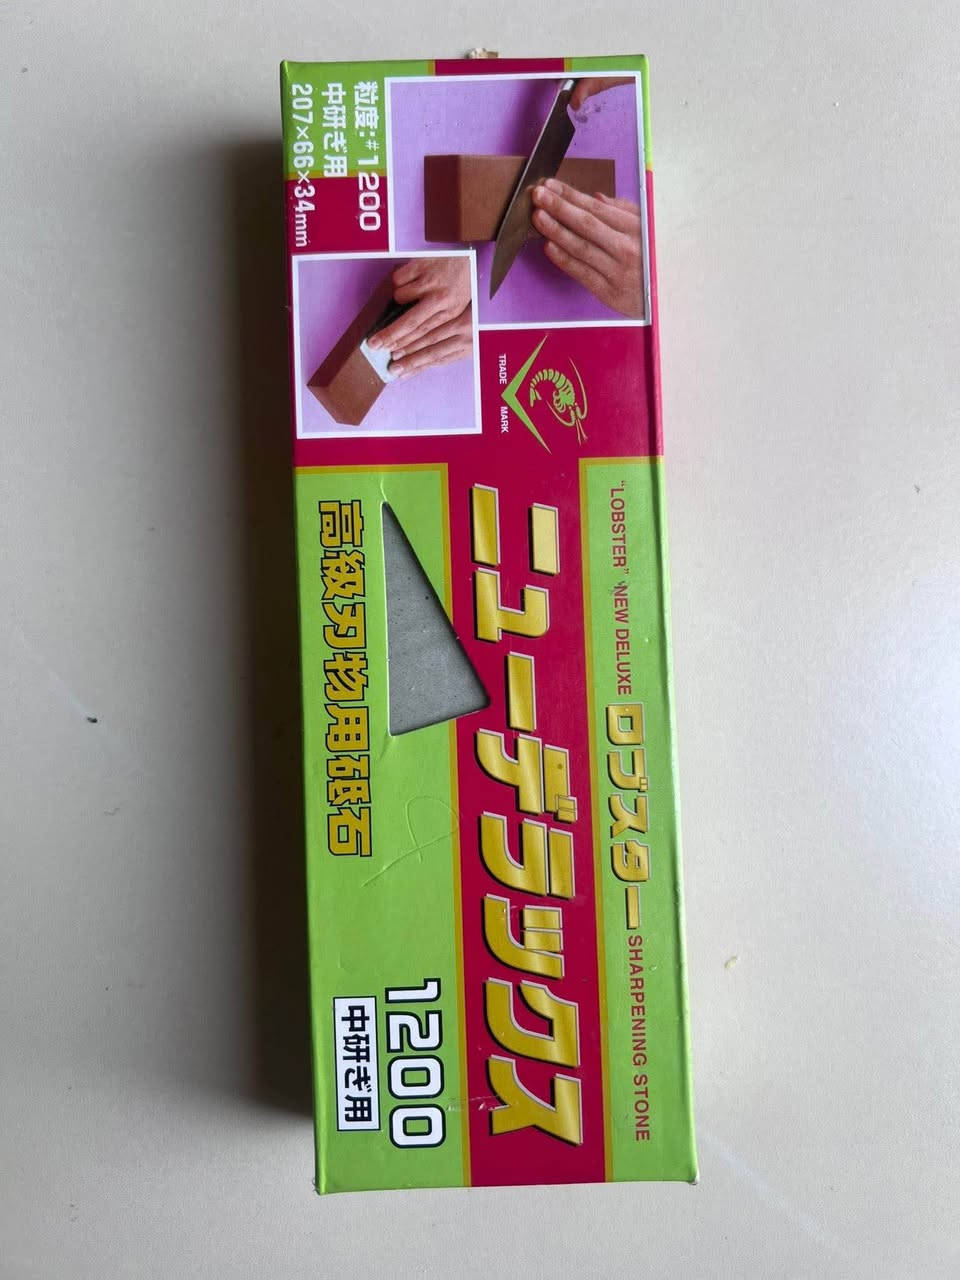 粒度:#1200
中研ぎ用
207×66×34mm
TRADE MARK
"LOBSTER" NEW DELUXE ロブスター SHARPENING STONE
ニューデラックス
高級刃物用砥石
1200
中研ぎ用